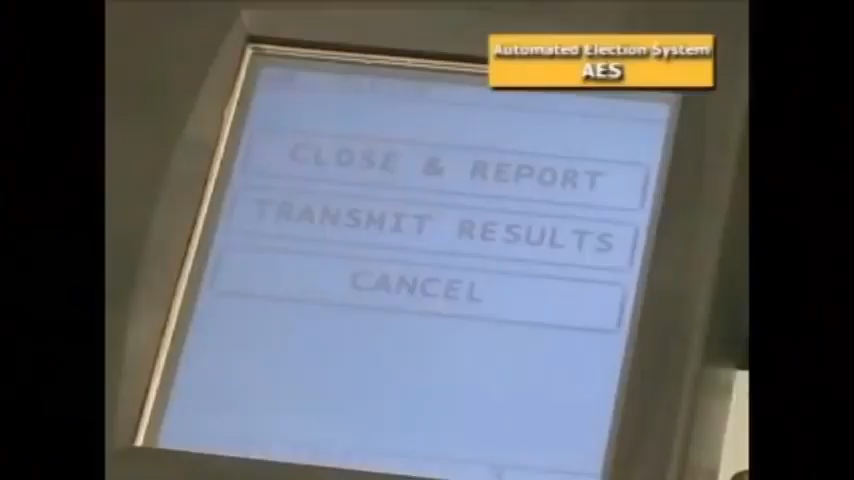 Automated Election System
AES
CLOSE & REPORT
TRANSMIT RESULTS
CANCEL